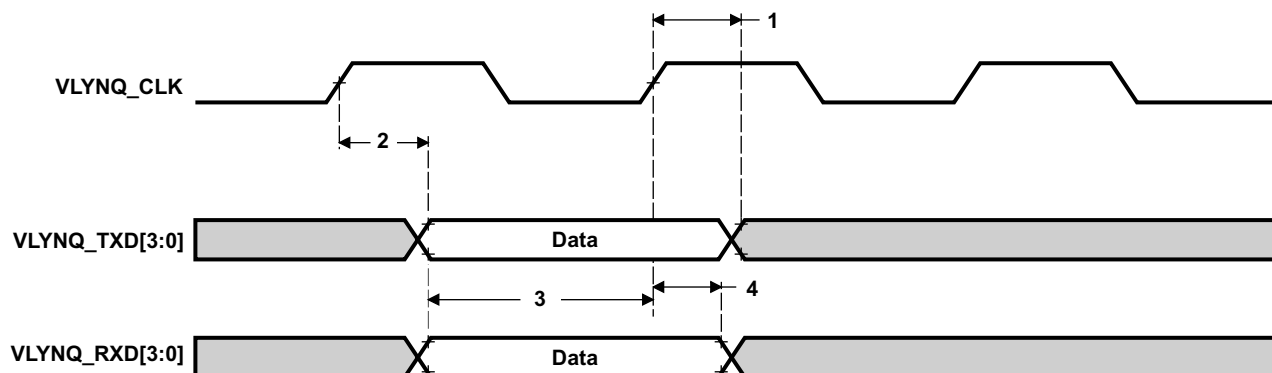 1
VLYNQ_CLK
2
VLYNQ_TXD[3:0]
Data
3
4
VLYNQ_RXD[3:0]
Data